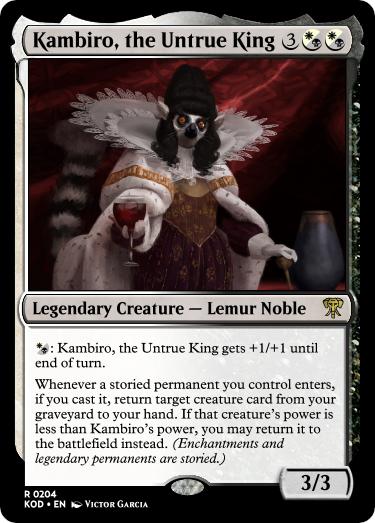 Kambiro, the Untrue King 3
Legendary Creature — Lemur Noble
: Kambiro, the Untrue King gets +1/+1 until
end of turn.
Whenever a storied permanent you control enters,
if you cast it, return target creature card from your
graveyard to your hand. If that creature's power is
less than Kambiro's power, you may return it to
the battlefield instead. (Enchantments and
legendary permanents are storied.)
3/3
R 0204
KOD • EN Victor Garcia